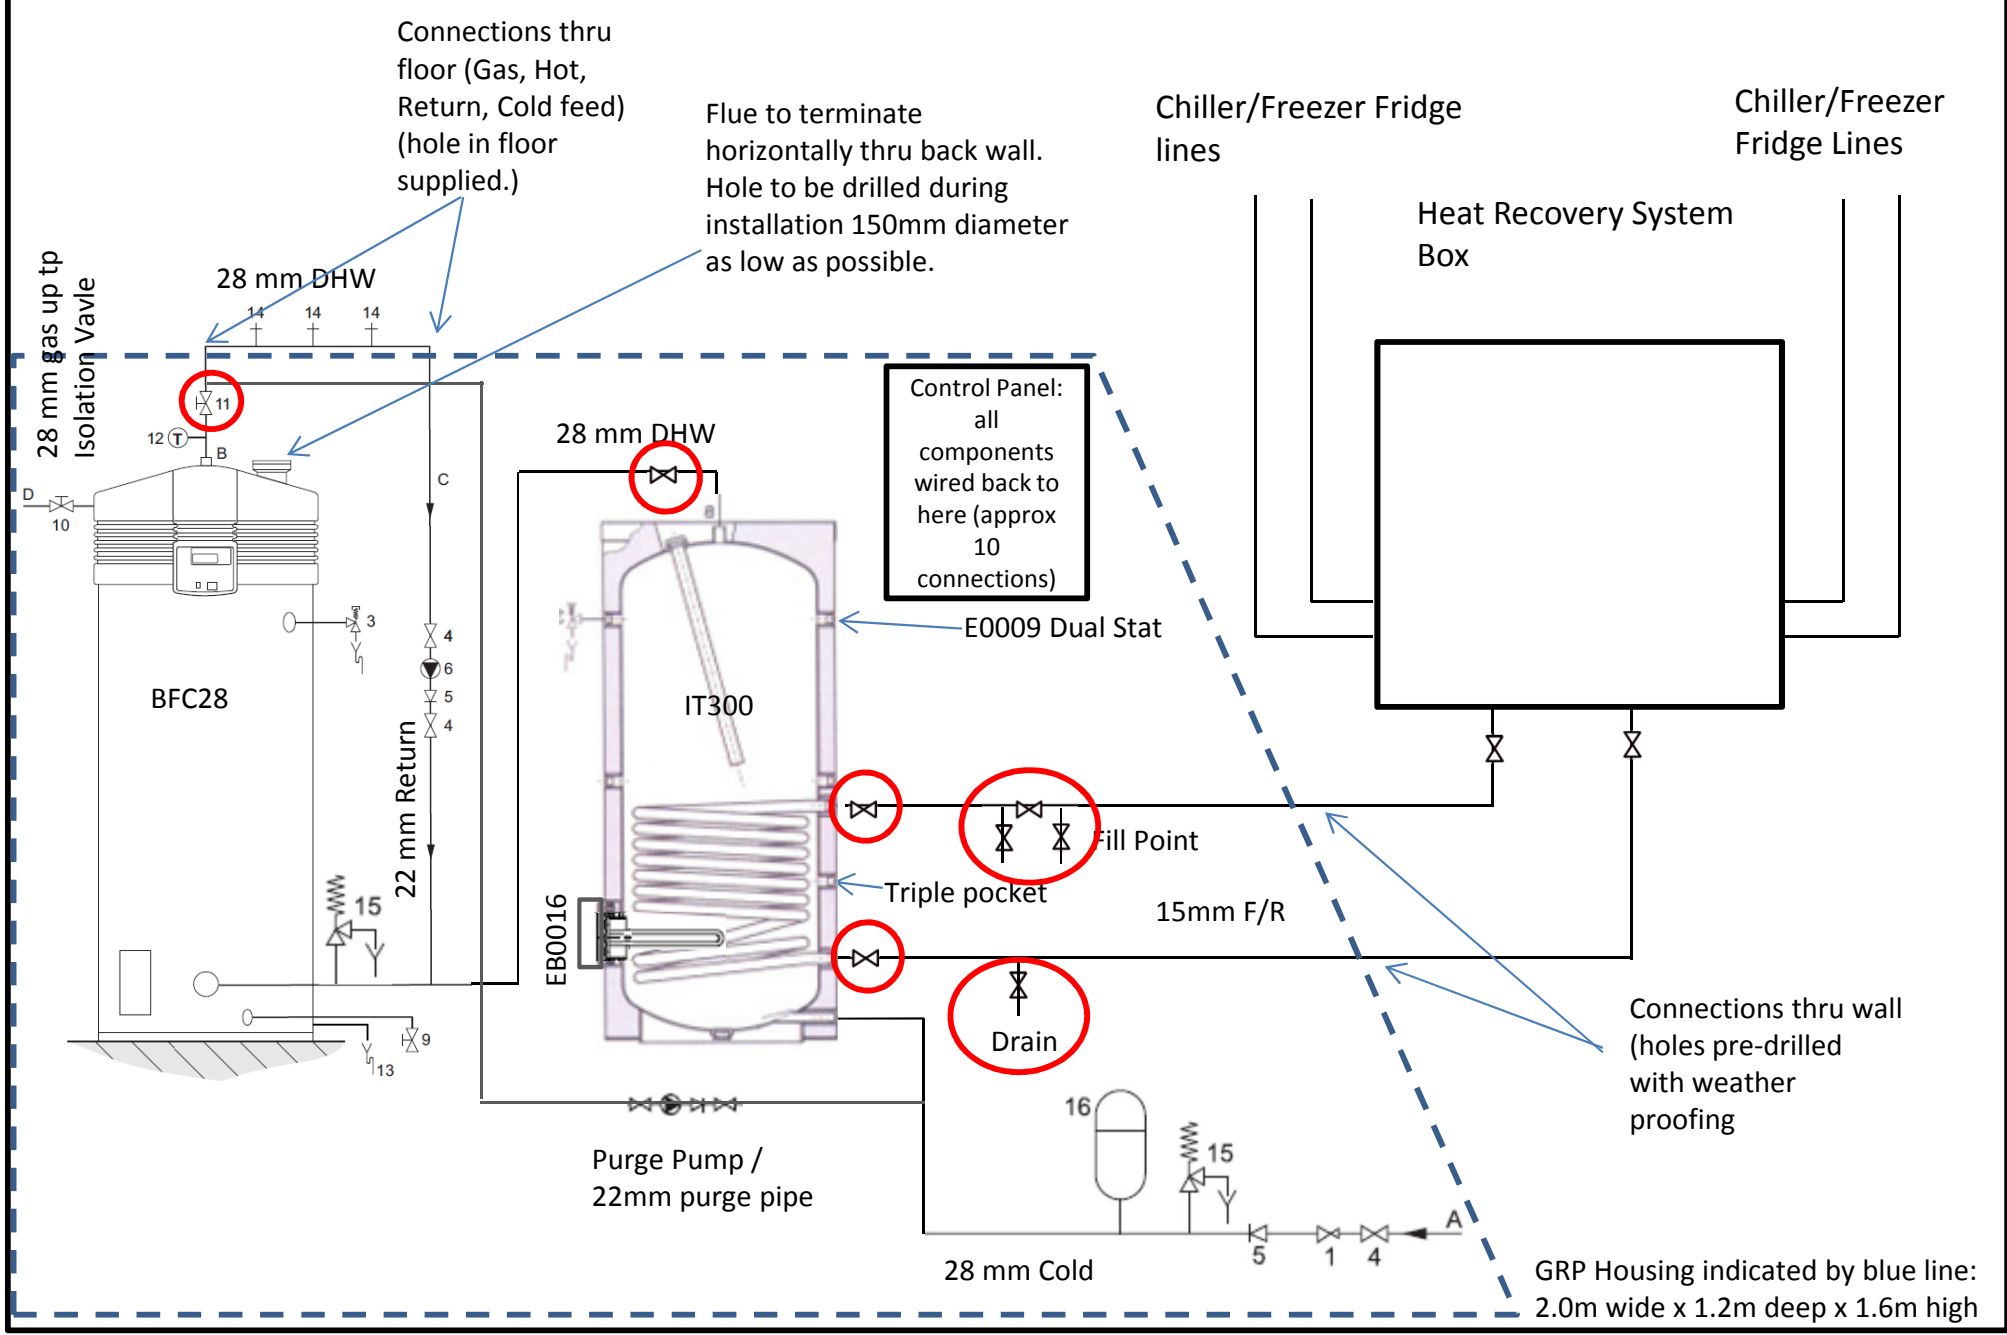 Connections thru
floor (Gas, Hot,
Return, Cold feed)
(hole in floor
supplied.)
Flue to terminate
horizontally thru back wall.
Hole to be drilled during
installation 150mm diameter
as low as possible.
Chiller/Freezer Fridge
lines
Chiller/Freezer
Fridge Lines
Heat Recovery System
Box
28 mm gas up tp
Isolation Vavle
28 mm DHW
14
14
14
11
12
T
B
C
D
10
28 mm DHW
8
Control Panel:
all
components
wired back to
here (approx
10
connections)
E0009 Dual Stat
3
4
6
5
4
BFC28
IT300
22 mm Return
Fill Point
Triple pocket
15mm F/R
15
EB0016
Drain
9
13
Connections thru wall
(holes pre-drilled
with weather
proofing
Purge Pump /
22mm purge pipe
16
15
A
5
1
4
28 mm Cold
GRP Housing indicated by blue line:
2.0m wide x 1.2m deep x 1.6m high